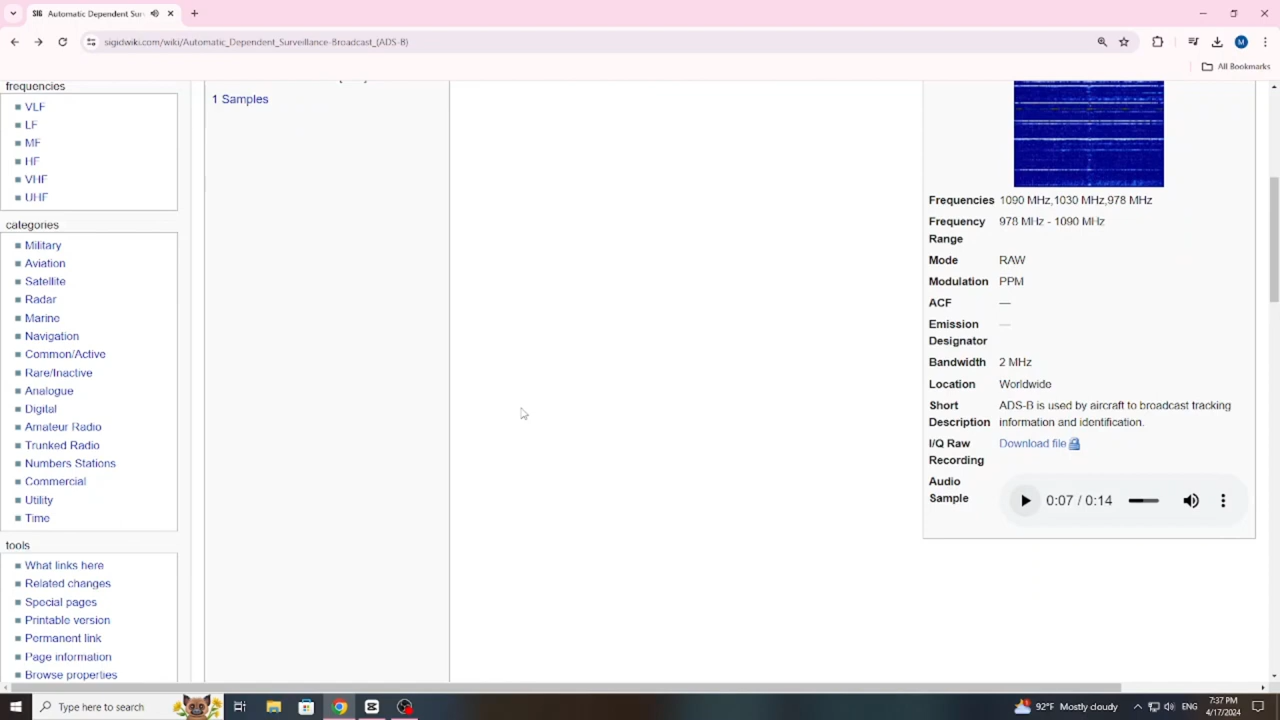 SIG Automatic Dependent Sur
sigidwiki.com/wiki/Automatic_Dependent_Surveillance-Broadcast_(ADS-B)
M
All Bookmarks
frequencies
VLF
LF
MF
HF
VHF
UHF
categories
Military
Aviation
Satellite
Radar
Marine
Navigation
Common/Active
Rare/Inactive
Analogue
Digital
Amateur Radio
Trunked Radio
Numbers Stations
Commercial
Utility
Time
tools
What links here
Related changes
Special pages
Printable version
Permanent link
Page information
Browse properties
1 Samples
Frequencies 1090 MHz,1030 MHz,978 MHz
Frequency 978 MHz - 1090 MHz
Range
Mode RAW
Modulation PPM
ACF —
Emission —
Designator
Bandwidth 2 MHz
Location Worldwide
Short ADS-B is used by aircraft to broadcast tracking
Description information and identification.
I/Q Raw Download file
Recording
Audio
Sample 0:07 / 0:14
Type here to search
92°F Mostly cloudy
ENG
7:37 PM
4/17/2024